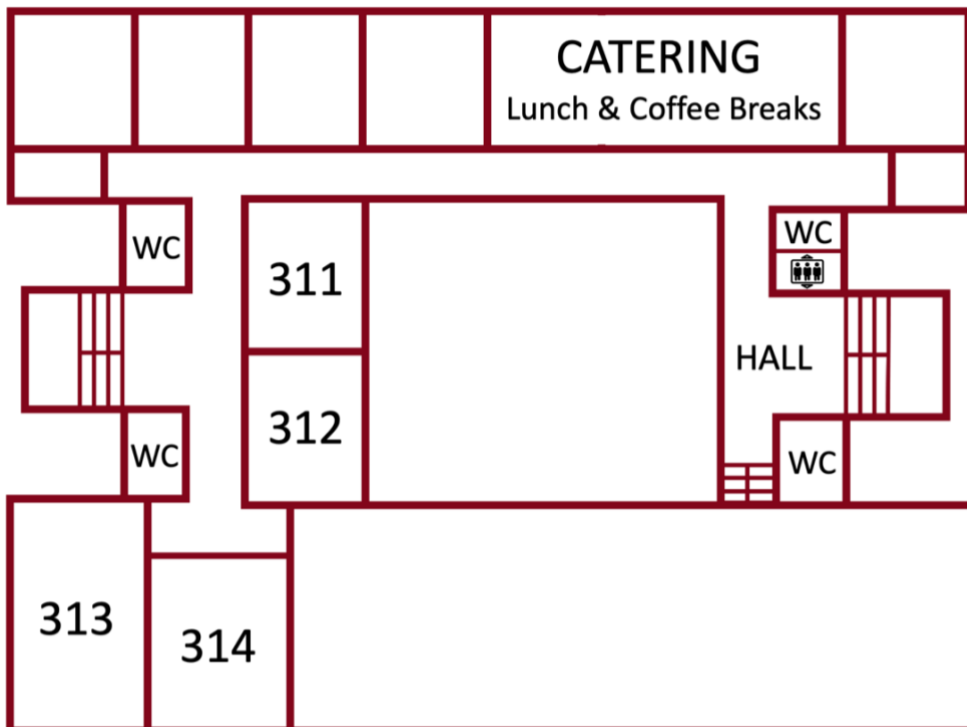 CATERING
Lunch & Coffee Breaks
WC
WC
311
HALL
312
WC
WC
313
314